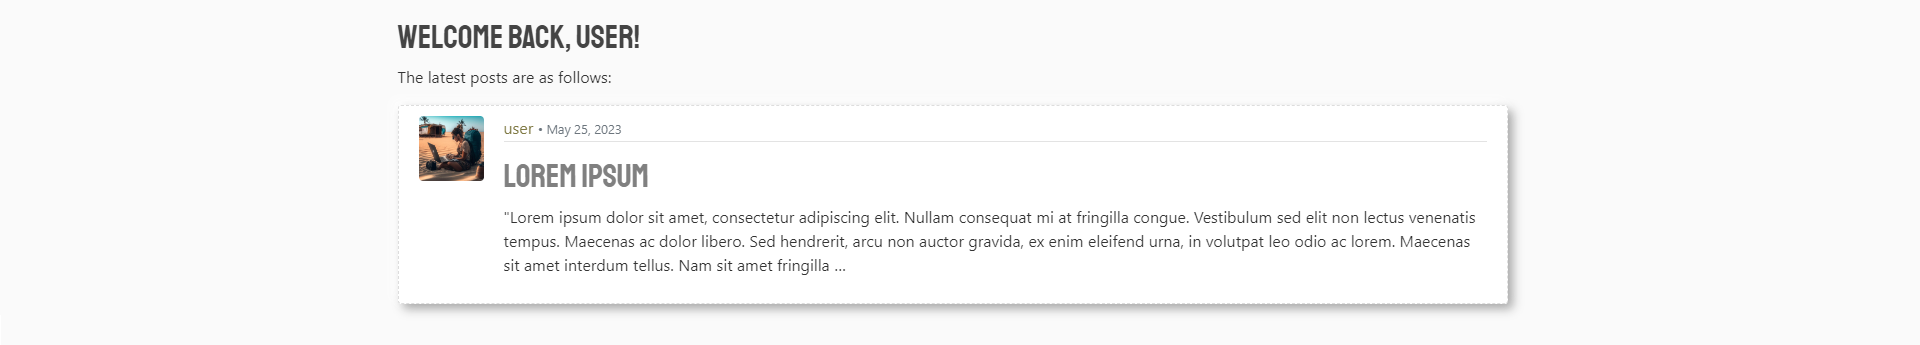 WELCOME BACK, USER!
The latest posts are as follows:
user • May 25, 2023
LOREM IPSUM
"Lorem ipsum dolor sit amet, consectetur adipiscing elit. Nullam consequat mi at fringilla congue. Vestibulum sed elit non lectus venenatis
tempus. Maecenas ac dolor libero. Sed hendrerit, arcu non auctor gravida, ex enim eleifend urna, in volutpat leo odio ac lorem. Maecenas
sit amet interdum tellus. Nam sit amet fringilla ...